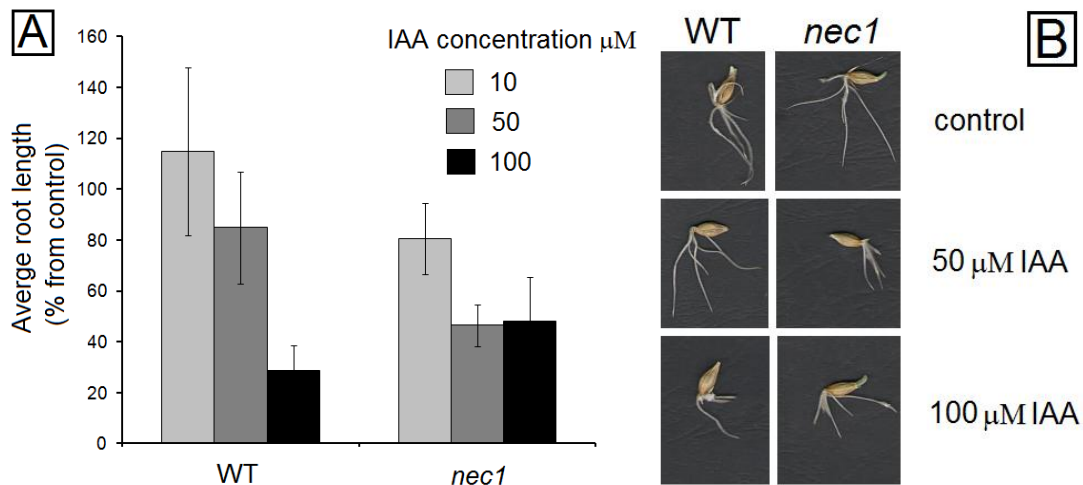 A
160
140
120
100
80
60
40
20
0
Averge root length
(% from control)
IAA concentration μM
10
50
100
WT
nec1
B
WT nec1
control
50 μM IAA
100 μM IAA